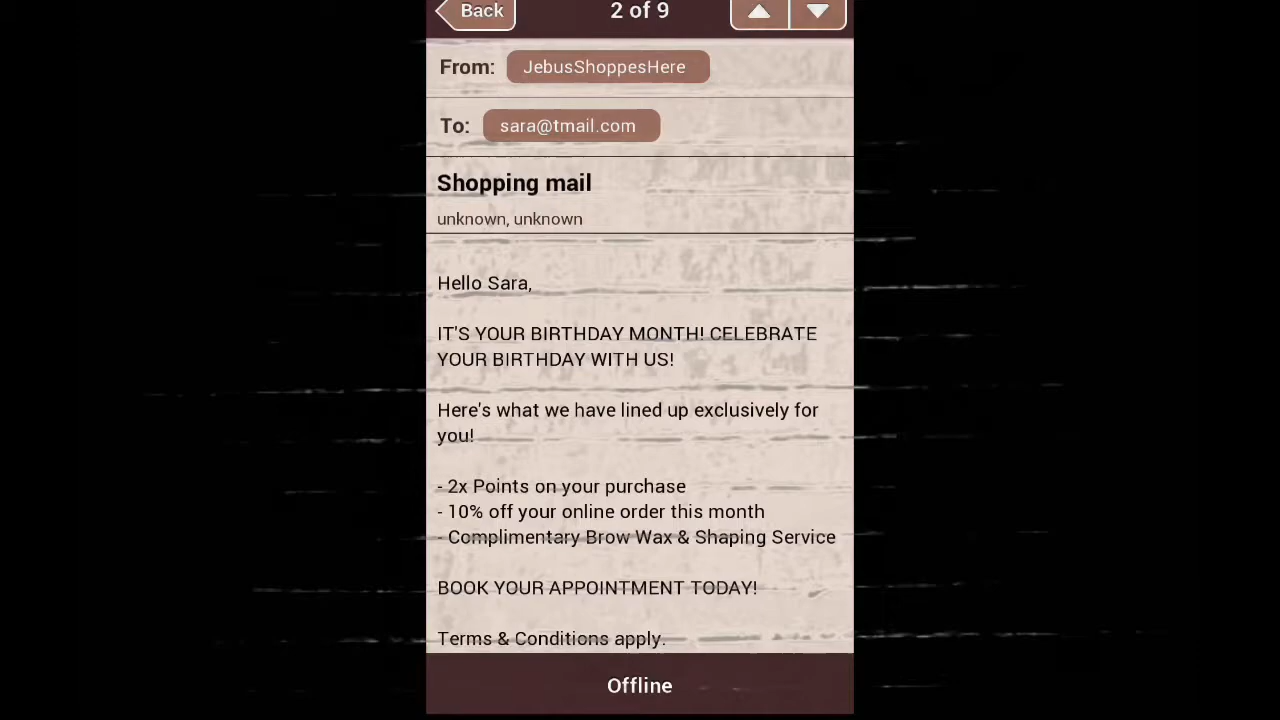 Back 2 of 9
From: JebusShoppesHere
To: sara@tmail.com
Shopping mail
unknown, unknown
Hello Sara,
IT'S YOUR BIRTHDAY MONTH! CELEBRATE
YOUR BIRTHDAY WITH US!
Here's what we have lined up exclusively for
you!
- 2x Points on your purchase
- 10% off your online order this month
- Complimentary Brow Wax & Shaping Service
BOOK YOUR APPOINTMENT TODAY!
Terms & Conditions apply.
Offline